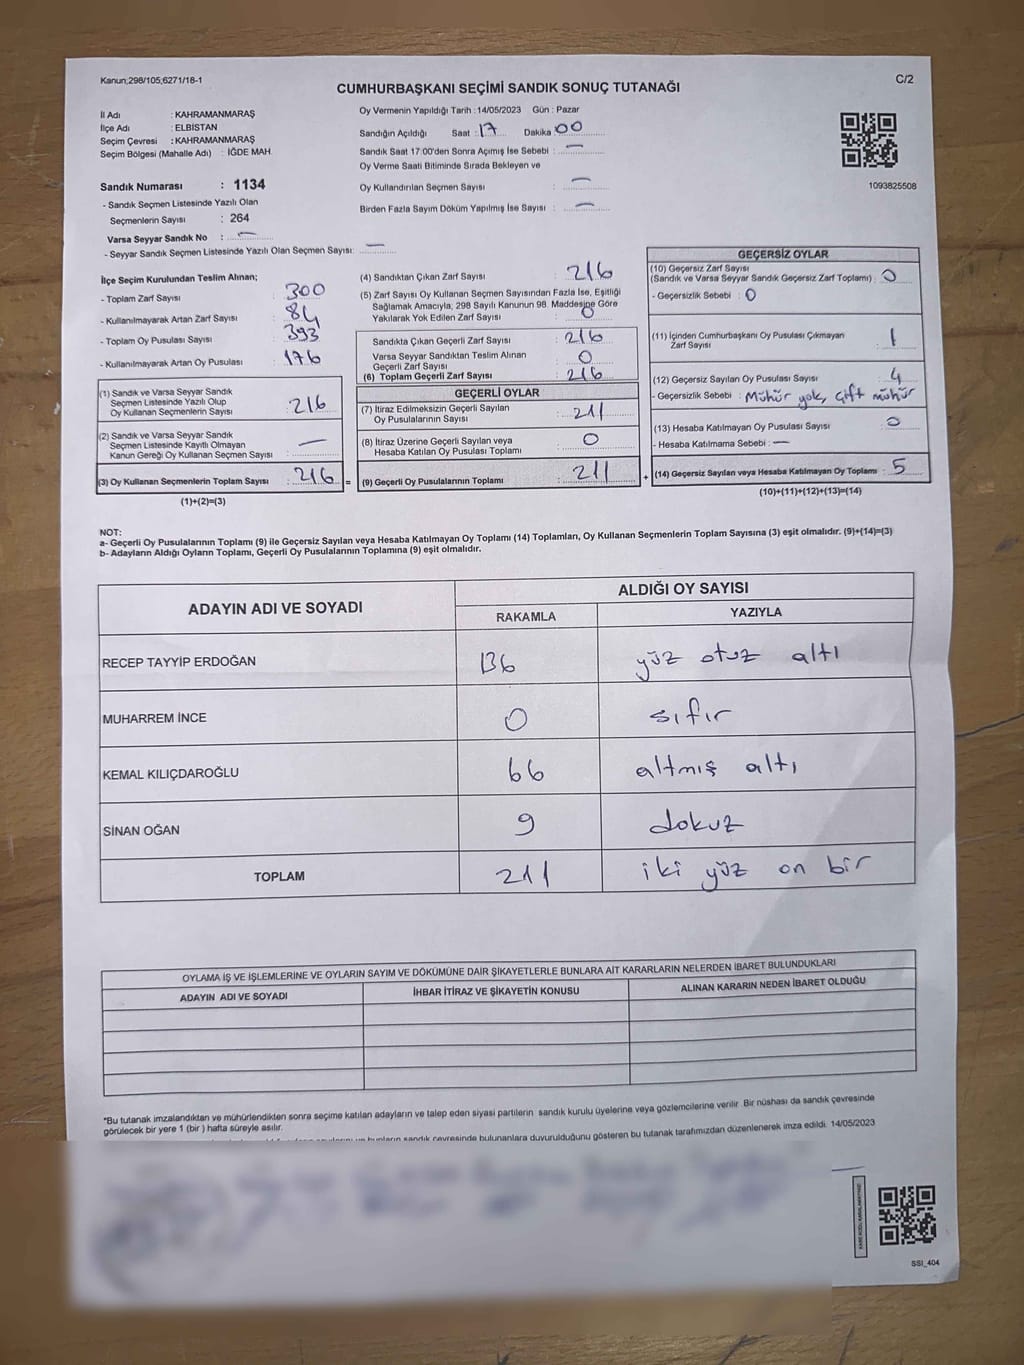 Kanun;298/105,6271/18-1
CUMHURBAŞKANI SEÇİMİ SANDIK SONUÇ TUTANAĞI
C/2
İl Adı : KAHRAMANMARAŞ
İlçe Adı : ELBİSTAN
Seçim Çevresi : KAHRAMANMARAŞ
Seçim Bölgesi (Mahalle Adı) : İĞDE MAH.
Sandık Numarası : 1134
- Sandık Seçmen Listesinde Yazılı Olan
Seçmenlerin Sayısı : 264
Varsa Seyyar Sandık No : —
- Seyyar Sandık Seçmen Listesinde Yazılı Olan Seçmen Sayısı: —
Oy Vermenin Yapıldığı Tarih : 14/05/2023 Gün : Pazar
Sandığın Açıldığı Saat : 17 Dakika 00
Sandık Saat 17:00'den Sonra Açımış İse Sebebi : —
Oy Verme Saati Bitiminde Sırada Bekleyen ve
Oy Kullandırılan Seçmen Sayısı : —
Birden Fazla Sayım Döküm Yapılmış İse Sayısı : —
1093825508
İlçe Seçim Kurulundan Teslim Alınan;
- Toplam Zarf Sayısı : 300
- Kullanılmayarak Artan Zarf Sayısı : 84
- Toplam Oy Pusulası Sayısı : 393
- Kullanılmayarak Artan Oy Pusulası : 176
(1) Sandık ve Varsa Seyyar Sandık
Seçmen Listesinde Yazılı Olup
Oy Kullanan Seçmenlerin Sayısı : 216
(2) Sandık ve Varsa Seyyar Sandık
Seçmen Listesinde Kayıtlı Olmayan
Kanun Gereği Oy Kullanan Seçmen Sayısı : —
(3) Oy Kullanan Seçmenlerin Toplam Sayısı : 216 =
(1)+(2)=(3)
(4) Sandıktan Çıkan Zarf Sayısı : 216
(5) Zarf Sayısı Oy Kullanan Seçmen Sayısından Fazla İse, Eşitliği
Sağlamak Amacıyla, 298 Sayılı Kanunun 98. Maddesine Göre
Yakılarak Yok Edilen Zarf Sayısı : 0
Sandıkta Çıkan Geçerli Zarf Sayısı : 216
Varsa Seyyar Sandıktan Teslim Alınan
Geçerli Zarf Sayısı : 0
(6) Toplam Geçerli Zarf Sayısı : 216
GEÇERLİ OYLAR
(7) İtiraz Edilmeksizin Geçerli Sayılan
Oy Pusulalarının Sayısı : 211
(8) İtiraz Üzerine Geçerli Sayılan veya
Hesaba Katılan Oy Pusulası Toplamı : 0
(9) Geçerli Oy Pusulalarının Toplamı : 211 +
GEÇERSİZ OYLAR
(10) Geçersiz Zarf Sayısı
(Sandık ve Varsa Seyyar Sandık Geçersiz Zarf Toplamı) : 0
- Geçersizlik Sebebi : 0
(11) İçinden Cumhurbaşkanı Oy Pusulası Çıkmayan
Zarf Sayısı : 1
(12) Geçersiz Sayılan Oy Pusulası Sayısı : 4
- Geçersizlik Sebebi : Mühür yok, çift mühür
(13) Hesaba Katılmayan Oy Pusulası Sayısı : 0
- Hesaba Katılmama Sebebi : —
(14) Geçersiz Sayılan veya Hesaba Katılmayan Oy Toplamı : 5
(10)+(11)+(12)+(13)=(14)
NOT:
a- Geçerli Oy Pusulalarının Toplamı (9) ile Geçersiz Sayılan veya Hesaba Katılmayan Oy Toplamı (14) Toplamları, Oy Kullanan Seçmenlerin Toplam Sayısına (3) eşit olmalıdır. (9)+(14)=(3)
b- Adayların Aldığı Oyların Toplamı, Geçerli Oy Pusulalarının Toplamına (9) eşit olmalıdır.
ADAYIN ADI VE SOYADI
ALDIĞI OY SAYISI
RAKAMLA YAZIYLA
RECEP TAYYİP ERDOĞAN 136 yüz otuz altı
MUHARREM İNCE 0 sıfır
KEMAL KILIÇDAROĞLU 66 altmış altı
SİNAN OĞAN 9 dokuz
TOPLAM 211 iki yüz on bir
OYLAMA İŞ VE İŞLEMLERİNE VE OYLARIN SAYIM VE DÖKÜMÜNE DAİR ŞİKAYETLERLE BUNLARA AİT KARARLARIN NELERDEN İBARET BULUNDUKLARI
ADAYIN ADI VE SOYADI İHBAR İTİRAZ VE ŞİKAYETİN KONUSU ALINAN KARARIN NEDEN İBARET OLDUĞU
*Bu tutanak imzalandıktan ve mühürlendikten sonra seçime katılan adayların ve talep eden siyasi partilerin sandık kurulu üyelerine veya gözlemcilerine verilir. Bir nüshası da sandık çevresinde
görülecek bir yere 1 (bir ) hafta süreyle asılır.
bunların sandık çevresinde bulunanlara duyurulduğunu gösteren bu tutanak tarafımızdan düzenlenerek imza edildi. 14/05/2023
SSI_404